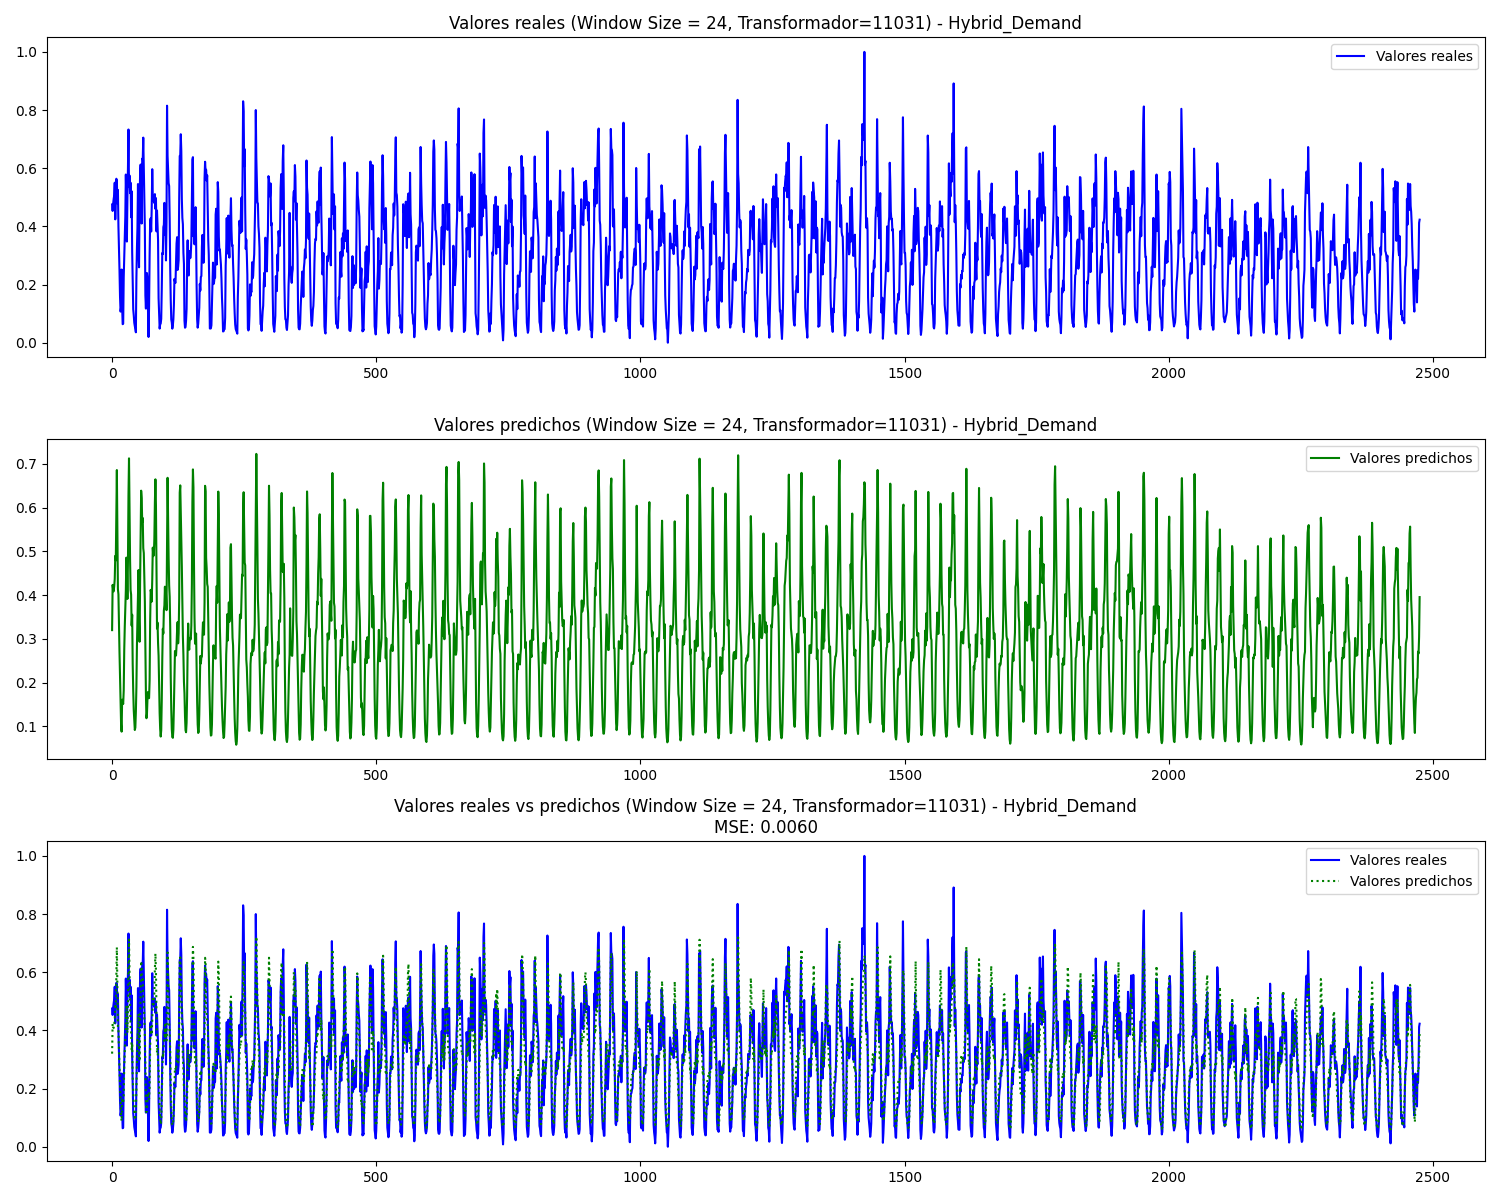 Valores reales (Window Size = 24, Transformador=11031) - Hybrid_Demand
Valores reales
1.0
0.8
0.6
0.4
0.2
0.0
0 500 1000 1500 2000 2500
Valores predichos (Window Size = 24, Transformador=11031) - Hybrid_Demand
Valores predichos
0.7
0.6
0.5
0.4
0.3
0.2
0.1
0 500 1000 1500 2000 2500
Valores reales vs predichos (Window Size = 24, Transformador=11031) - Hybrid_Demand
MSE: 0.0060
Valores reales
Valores predichos
1.0
0.8
0.6
0.4
0.2
0.0
0 500 1000 1500 2000 2500